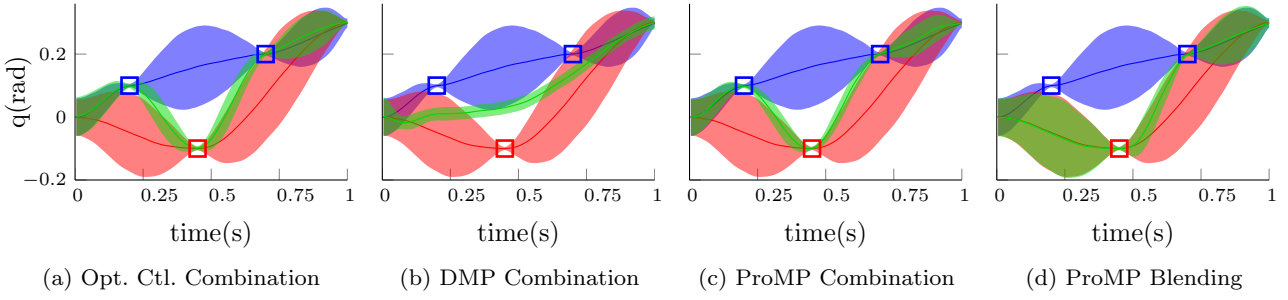 q(rad)
0.2
0
−0.2
0 0.25 0.5 0.75 1
0 0.25 0.5 0.75 1
0 0.25 0.5 0.75 1
0 0.25 0.5 0.75 1
time(s) time(s) time(s) time(s)
(a) Opt. Ctl. Combination
(b) DMP Combination
(c) ProMP Combination
(d) ProMP Blending